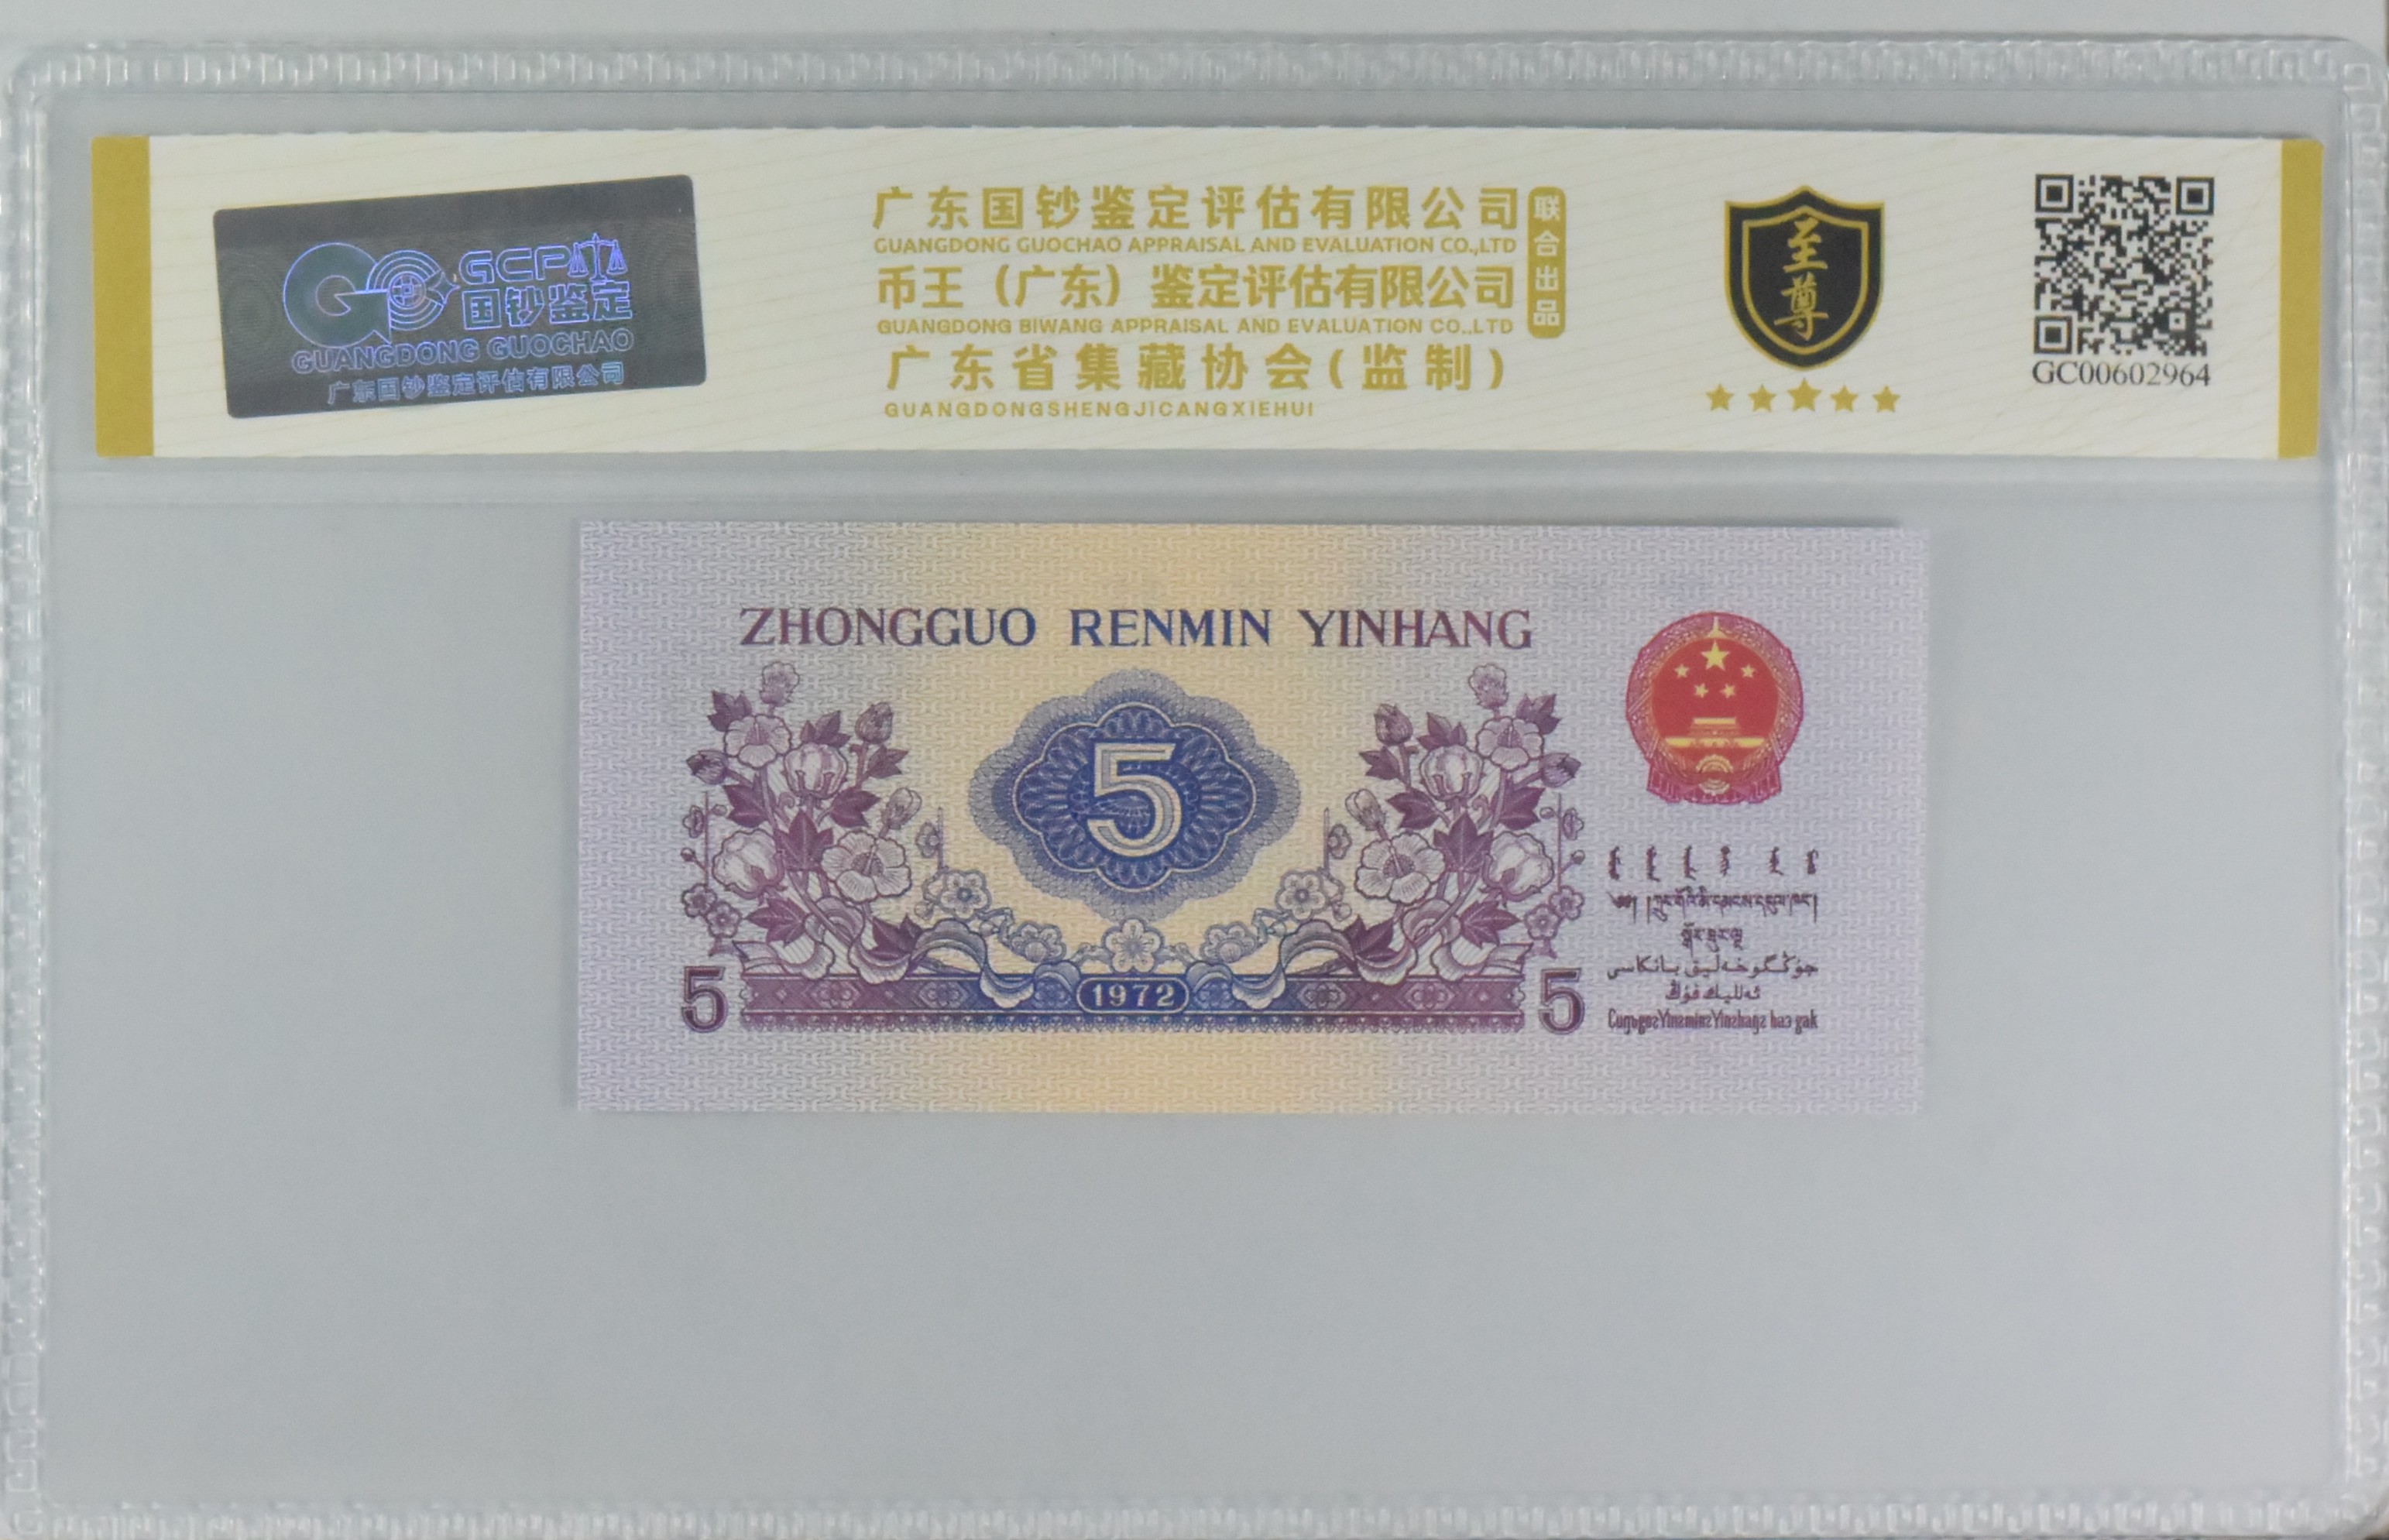 GCP
国钞鉴定
GUANGDONG GUOCHAO
广东国钞鉴定评估有限公司
广东国钞鉴定评估有限公司
GUANGDONG GUOCHAO APPRAISAL AND EVALUATION CO.,LTD
币王（广东）鉴定评估有限公司
GUANGDONG BIWANG APPRAISAL AND EVALUATION CO.,LTD
广东省集藏协会(监制)
GUANGDONGSHENGJICANGXIEHUI
联合出品
至尊
GC00602964
ZHONGGUO RENMIN YINHANG
5
1972
5
5
جۇڭگو خەلىق بانكاسى
Cunggoz Yinzminz Yinzhangz